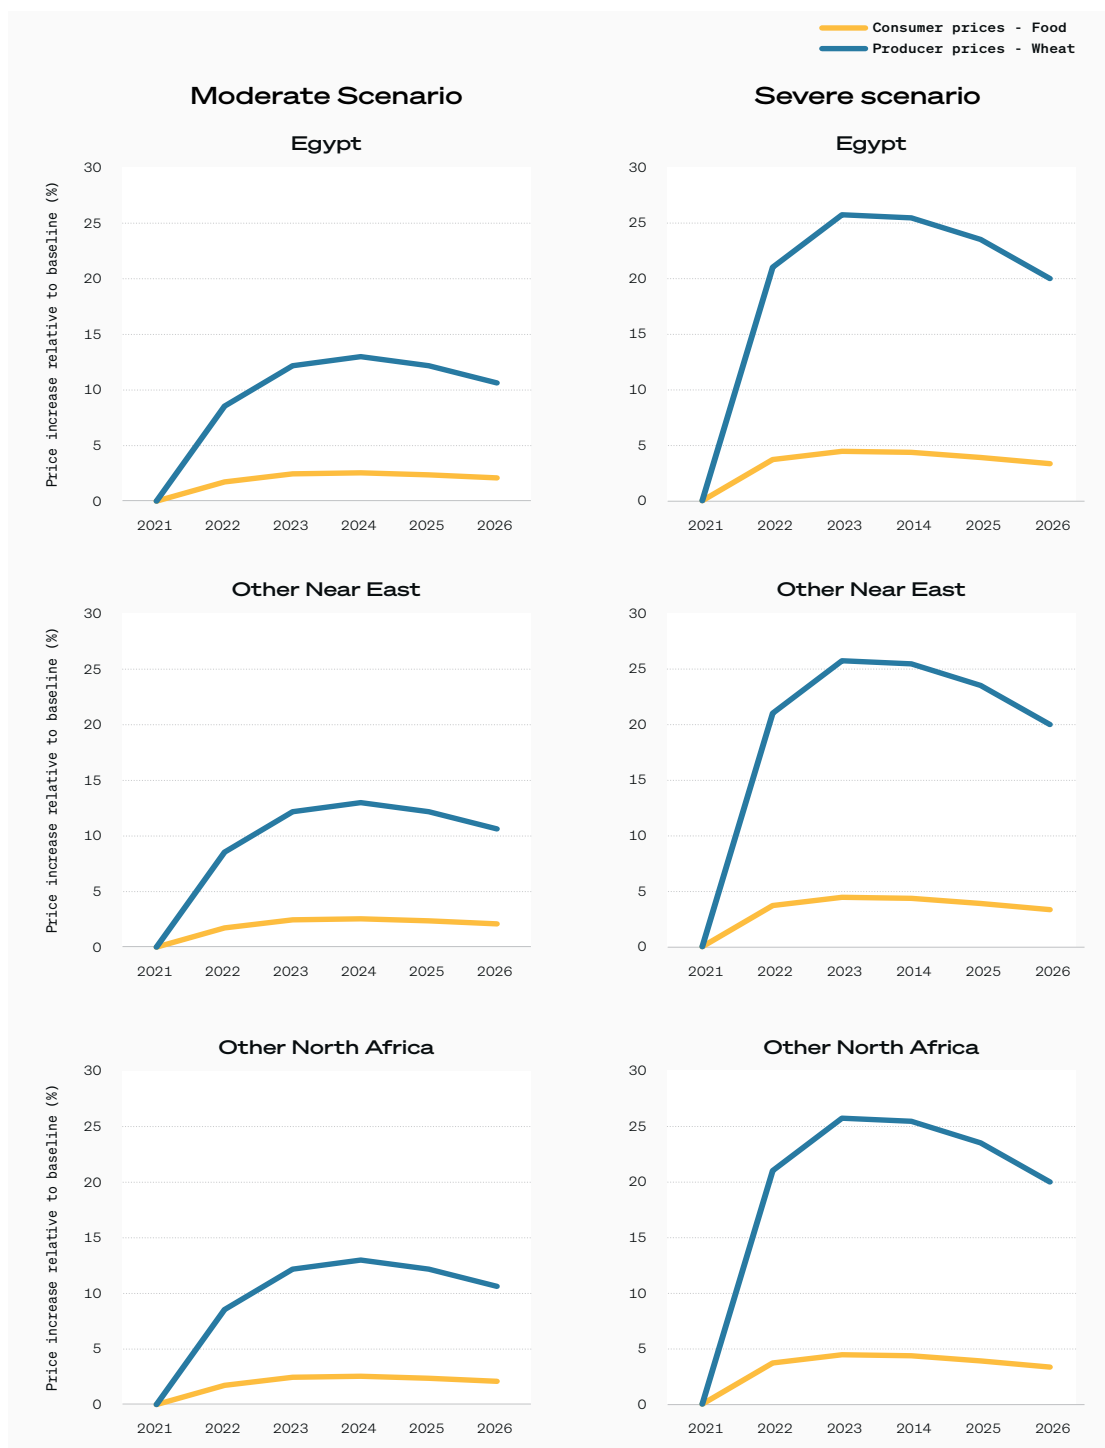 Consumer prices - Food
Producer prices - Wheat
Moderate Scenario
Severe scenario
Egypt
Price increase relative to baseline (%)
30
25
20
15
10
5
0
2021 2022 2023 2024 2025 2026
Egypt
30
25
20
15
10
5
0
2021 2022 2023 2014 2025 2026
Other Near East
Price increase relative to baseline (%)
30
25
20
15
10
5
0
2021 2022 2023 2024 2025 2026
Other Near East
30
25
20
15
10
5
0
2021 2022 2023 2014 2025 2026
Other North Africa
Price increase relative to baseline (%)
30
25
20
15
10
5
0
2021 2022 2023 2024 2025 2026
Other North Africa
30
25
20
15
10
5
0
2021 2022 2023 2014 2025 2026